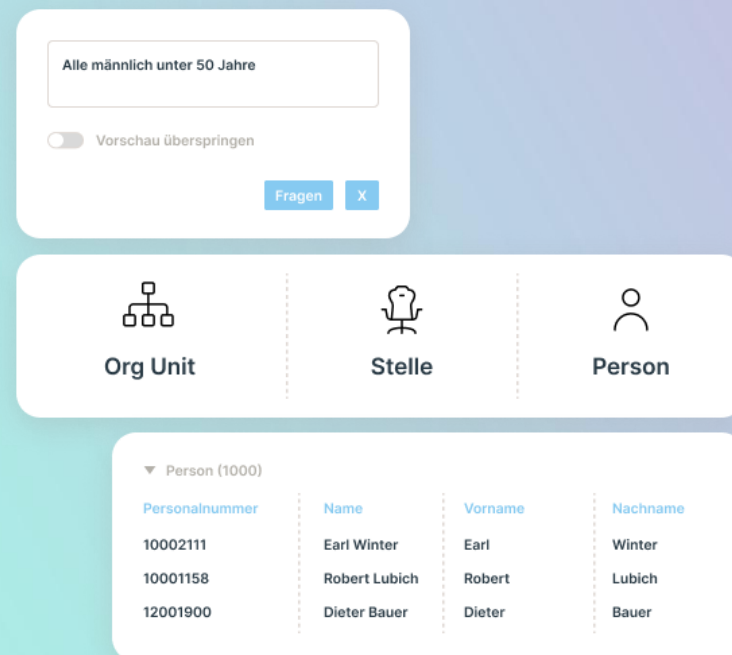 Alle männlich unter 50 Jahre
Vorschau überspringen
Fragen X
Org Unit Stelle Person
Person (1000)
Personalnummer Name Vorname Nachname
10002111 Earl Winter Earl Winter
10001158 Robert Lubich Robert Lubich
12001900 Dieter Bauer Dieter Bauer